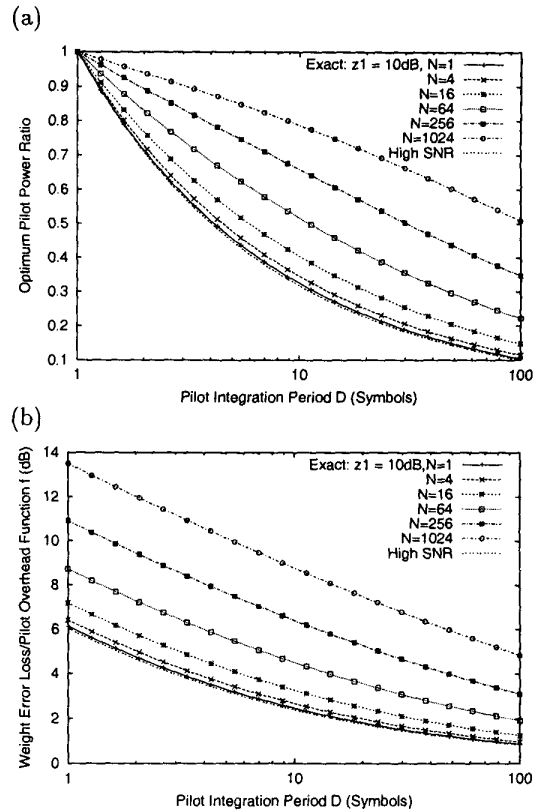 (a)
Exact: z1 = 10dB, N=1
N=4
N=16
N=64
N=256
N=1024
High SNR
1
0.9
0.8
0.7
0.6
0.5
0.4
0.3
0.2
0.1
Optimum Pilot Power Ratio
1
10
100
Pilot Integration Period D (Symbols)
(b)
Exact: z1 = 10dB,N=1
N=4
N=16
N=64
N=256
N=1024
High SNR
14
12
10
8
6
4
2
0
Weight Error Loss/Pilot Overhead Function f (dB)
1
10
100
Pilot Integration Period D (Symbols)